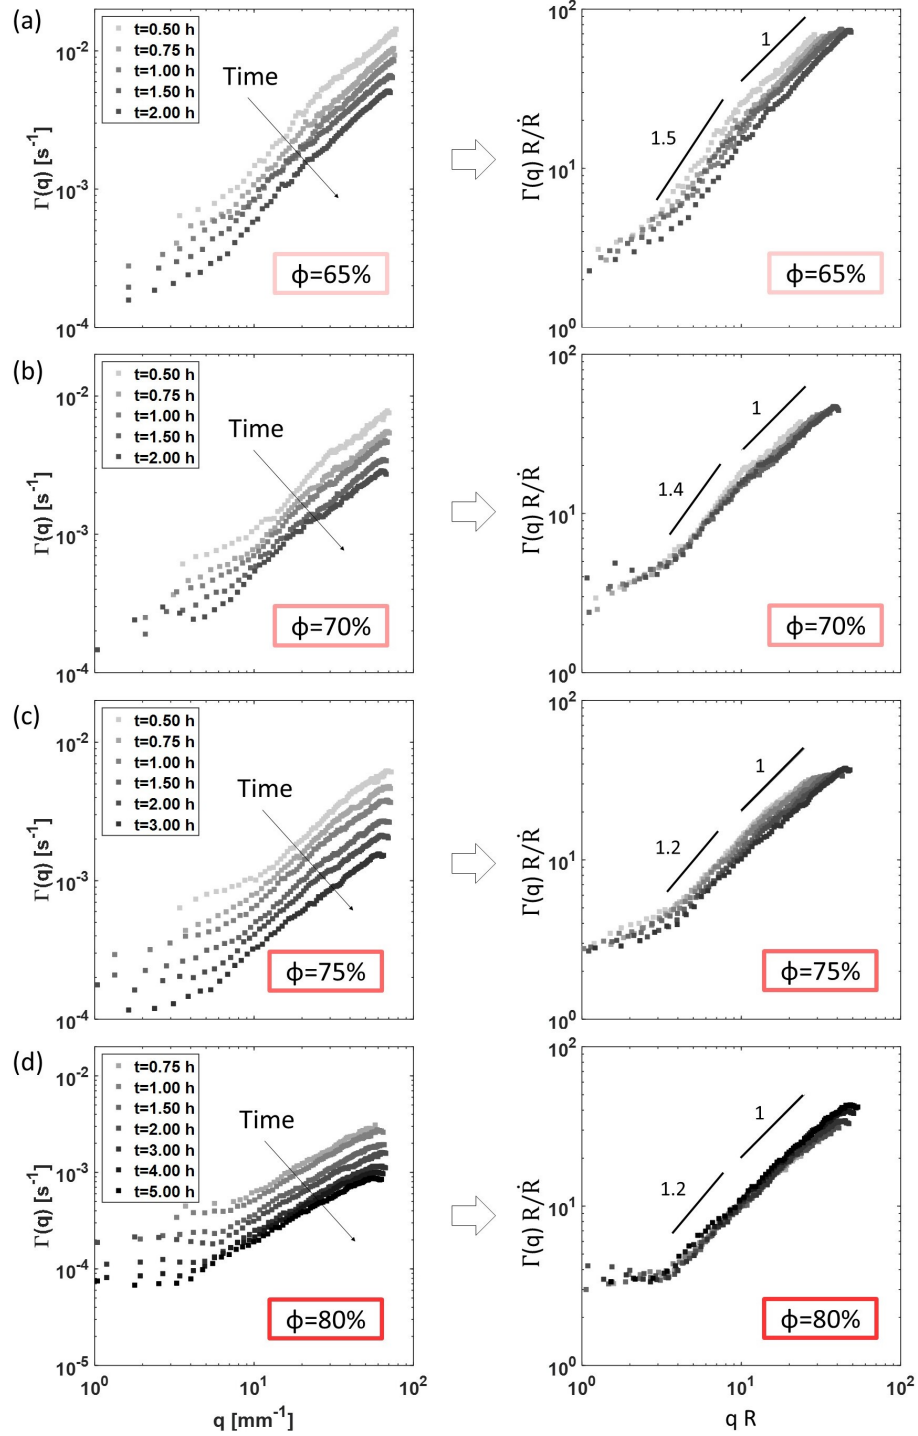 (a)
t=0.50 h
t=0.75 h
t=1.00 h
t=1.50 h
t=2.00 h
Time
10⁻²
10⁻³
10⁻⁴
Γ(q) [s⁻¹]
ϕ=65%
10²
10¹
10⁰
Γ(q) R/Ṙ
1
1.5
ϕ=65%
(b)
t=0.50 h
t=0.75 h
t=1.00 h
t=1.50 h
t=2.00 h
Time
10⁻²
10⁻³
10⁻⁴
Γ(q) [s⁻¹]
ϕ=70%
10²
10¹
10⁰
Γ(q) R/Ṙ
1
1.4
ϕ=70%
(c)
t=0.50 h
t=0.75 h
t=1.00 h
t=1.50 h
t=2.00 h
t=3.00 h
Time
10⁻²
10⁻³
10⁻⁴
Γ(q) [s⁻¹]
ϕ=75%
10²
10¹
10⁰
Γ(q) R/Ṙ
1
1.2
ϕ=75%
(d)
t=0.75 h
t=1.00 h
t=1.50 h
t=2.00 h
t=3.00 h
t=4.00 h
t=5.00 h
Time
10⁻²
10⁻³
10⁻⁴
10⁻⁵
Γ(q) [s⁻¹]
ϕ=80%
10⁰ 10¹ 10²
q [mm⁻¹]
10²
10¹
10⁰
Γ(q) R/Ṙ
1
1.2
ϕ=80%
10⁰ 10¹ 10²
q R